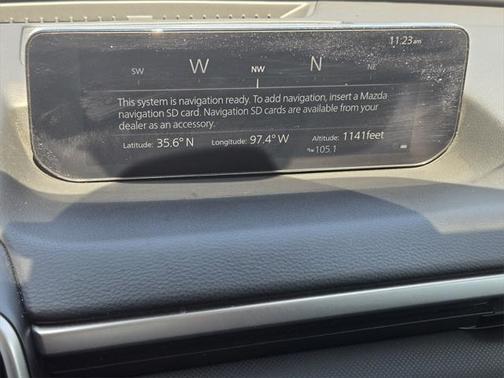 11:23 am
SW W NW N NE
This system is navigation ready. To add navigation, insert a Mazda
navigation SD card. Navigation SD cards are available from your
dealer as an accessory.
Latitude: 35.6° N Longitude: 97.4° W Altitude: 1141feet
105.1